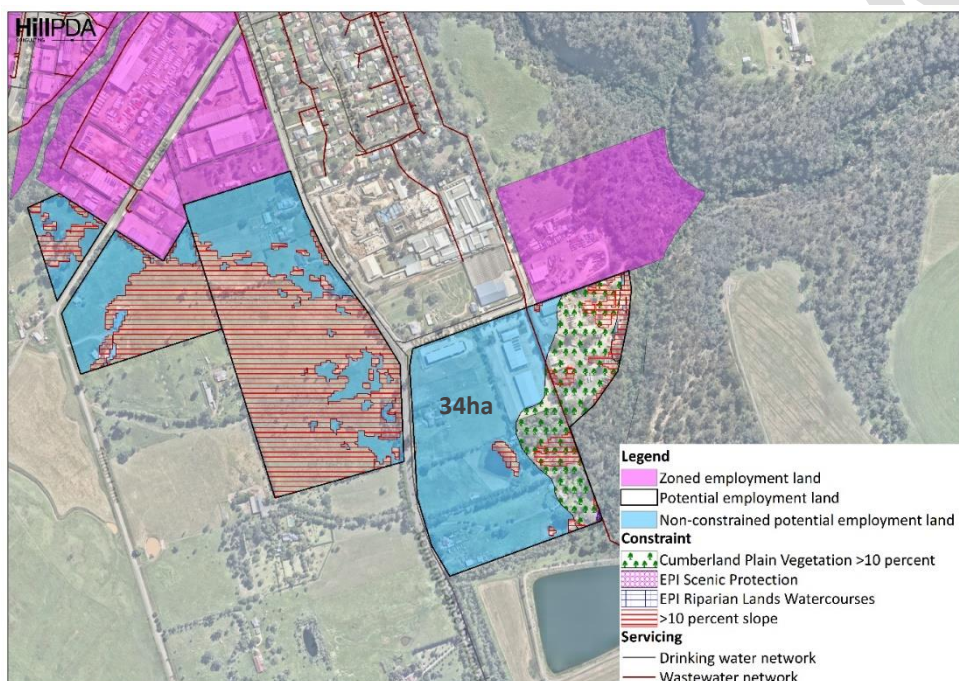 HillPDA
CONSULTING
34ha
Legend
Zoned employment land
Potential employment land
Non-constrained potential employment land
Constraint
Cumberland Plain Vegetation >10 percent
EPI Scenic Protection
EPI Riparian Lands Watercourses
>10 percent slope
Servicing
Drinking water network
Wastewater network